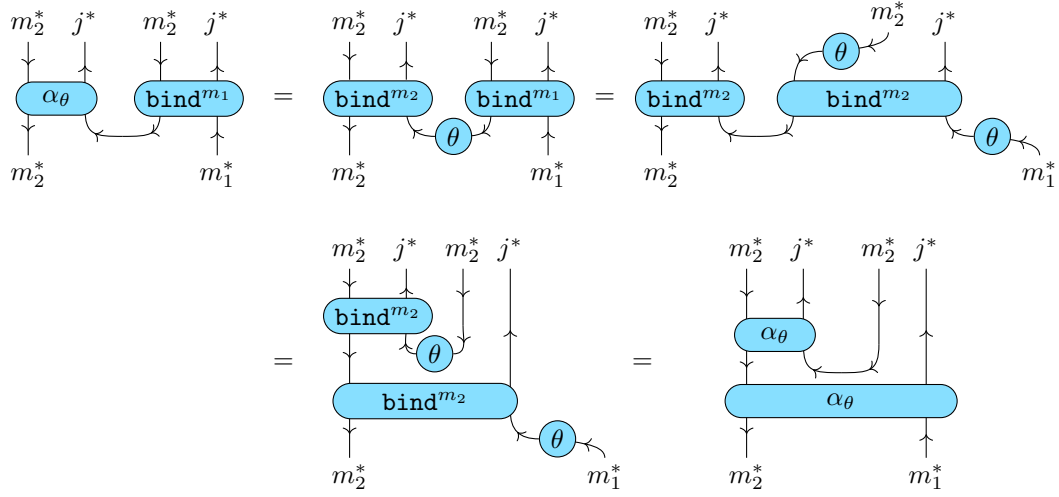 m₂* j* m₂* j* m₂* j* m₂* j* m₂* j* m₂* j*
θ
α_θ bind^{m₁} = bind^{m₂} bind^{m₁} = bind^{m₂} bind^{m₂}
θ θ
m₂* m₁* m₂* m₁* m₂* m₁*
m₂* j* m₂* j* m₂* j* m₂* j*
bind^{m₂} α_θ
= θ =
bind^{m₂} α_θ
θ
m₂* m₁* m₂* m₁*